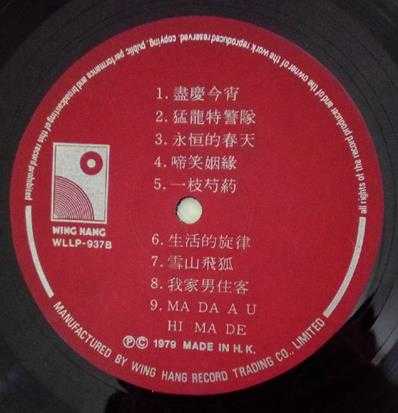 all rights of the record producer and of the owner of the work reproduced reserved. copying, public performance and broadcasting of this record prohibited
1. 盡慶今宵
2. 猛龍特警隊
3. 永恒的春天
4. 啼笑姻緣
5. 一枝芍葯
WING HANG
WLLP-937B
6. 生活的旋律
7. 雪山飛狐
8. 我家男住客
9. MA DA A U
HI MA DE
℗© 1979 MADE IN H.K.
MANUFACTURED BY WING HANG RECORD TRADING CO., LIMITED